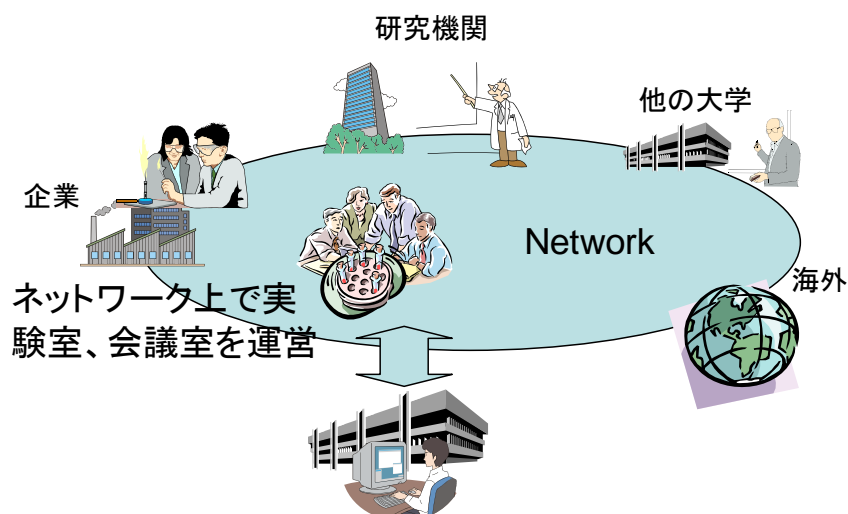 研究機関
他の大学
企業
Network
海外
ネットワーク上で実
験室、会議室を運営